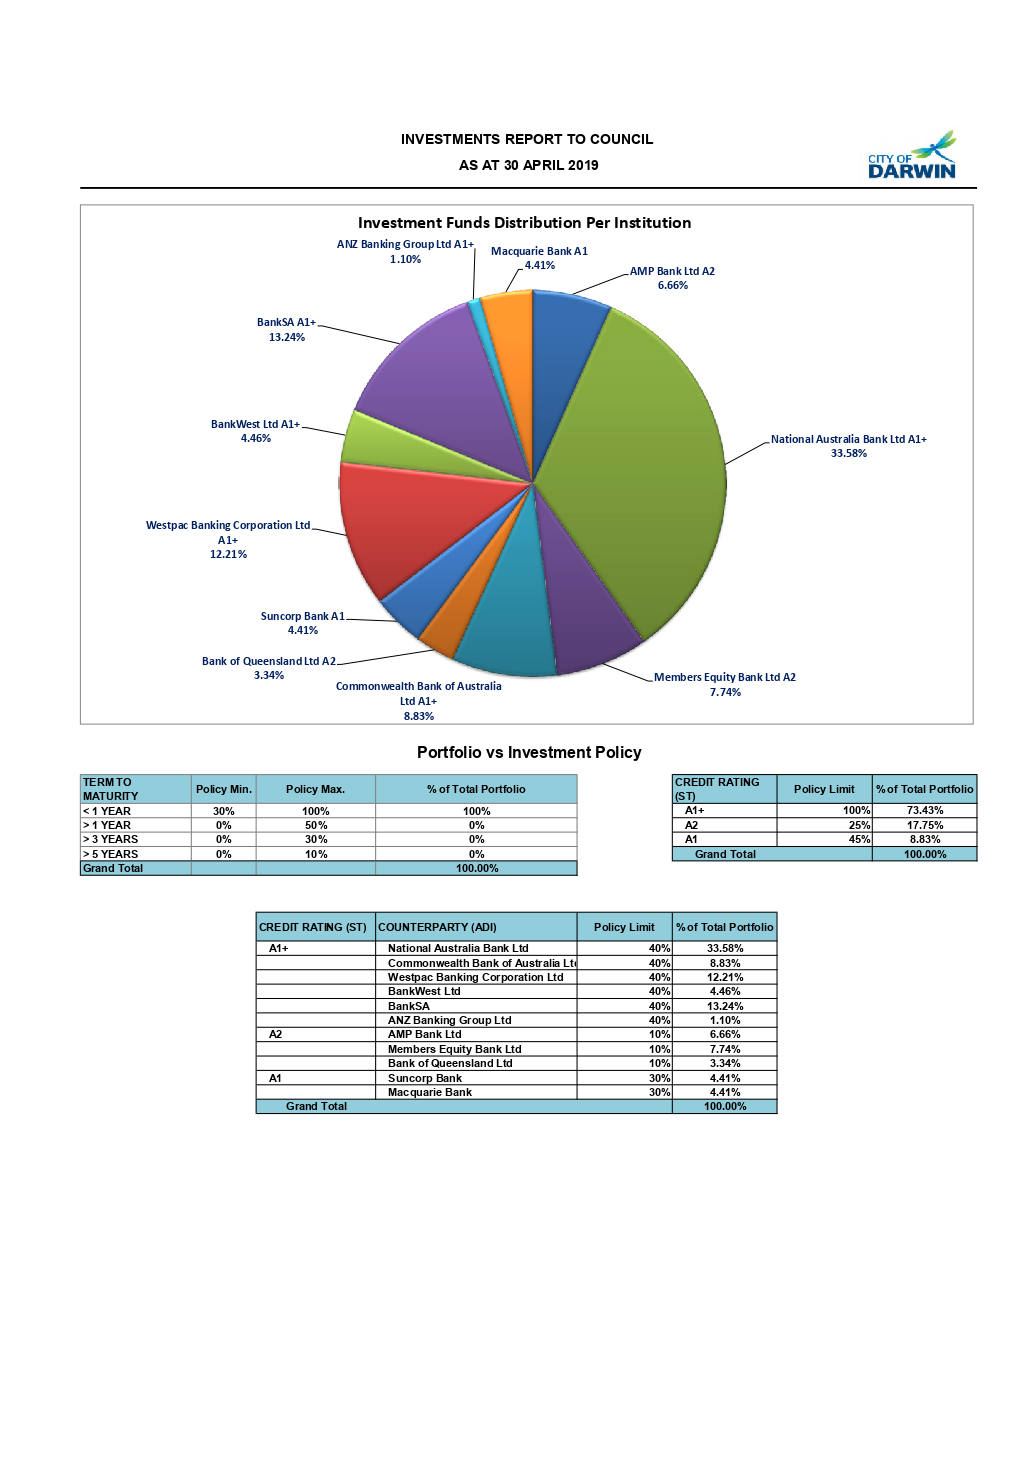 INVESTMENTS REPORT TO COUNCIL
AS AT 30 APRIL 2019
CITY OF
DARWIN
Investment Funds Distribution Per Institution
ANZ Banking Group Ltd A1+
1.10%
Macquarie Bank A1
4.41%
AMP Bank Ltd A2
6.66%
BankSA A1+
13.24%
BankWest Ltd A1+
4.46%
National Australia Bank Ltd A1+
33.58%
Westpac Banking Corporation Ltd
A1+
12.21%
Suncorp Bank A1
4.41%
Bank of Queensland Ltd A2
3.34%
Commonwealth Bank of Australia
Ltd A1+
8.83%
Members Equity Bank Ltd A2
7.74%
Portfolio vs Investment Policy
TERM TO
MATURITY Policy Min. Policy Max. % of Total Portfolio
< 1 YEAR 30% 100% 100%
> 1 YEAR 0% 50% 0%
> 3 YEARS 0% 30% 0%
> 5 YEARS 0% 10% 0%
Grand Total 100.00%
CREDIT RATING
(ST) Policy Limit % of Total Portfolio
A1+ 100% 73.43%
A2 25% 17.75%
A1 45% 8.83%
Grand Total 100.00%
CREDIT RATING (ST) COUNTERPARTY (ADI) Policy Limit % of Total Portfolio
A1+ National Australia Bank Ltd 40% 33.58%
Commonwealth Bank of Australia Lt 40% 8.83%
Westpac Banking Corporation Ltd 40% 12.21%
BankWest Ltd 40% 4.46%
BankSA 40% 13.24%
ANZ Banking Group Ltd 40% 1.10%
A2 AMP Bank Ltd 10% 6.66%
Members Equity Bank Ltd 10% 7.74%
Bank of Queensland Ltd 10% 3.34%
A1 Suncorp Bank 30% 4.41%
Macquarie Bank 30% 4.41%
Grand Total 100.00%